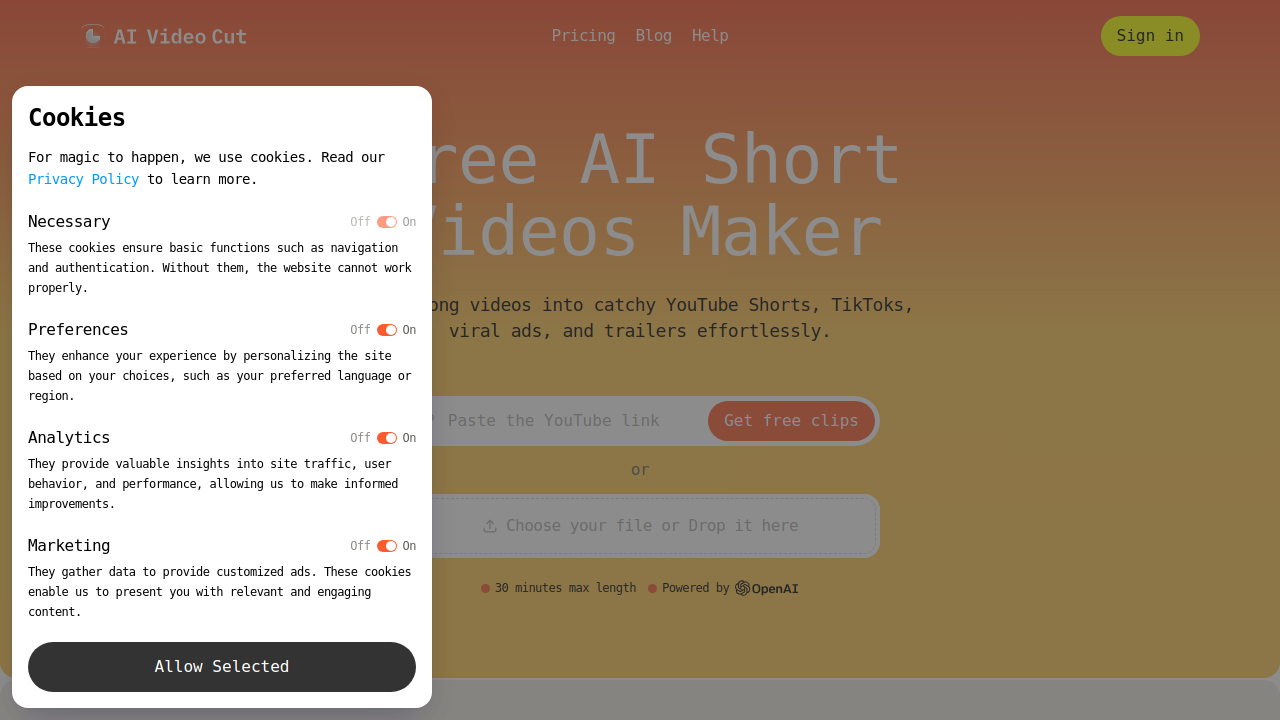 AI Video Cut
Pricing Blog Help
Sign in
Cookies
For magic to happen, we use cookies. Read our
Privacy Policy to learn more.
Necessary Off On
These cookies ensure basic functions such as navigation
and authentication. Without them, the website cannot work
properly.
Preferences Off On
They enhance your experience by personalizing the site
based on your choices, such as your preferred language or
region.
Analytics Off On
They provide valuable insights into site traffic, user
behavior, and performance, allowing us to make informed
improvements.
Marketing Off On
They gather data to provide customized ads. These cookies
enable us to present you with relevant and engaging
content.
Allow Selected
ree AI Short
Videos Maker
ong videos into catchy YouTube Shorts, TikToks,
viral ads, and trailers effortlessly.
Paste the YouTube link
Get free clips
or
Choose your file or Drop it here
30 minutes max length Powered by OpenAI